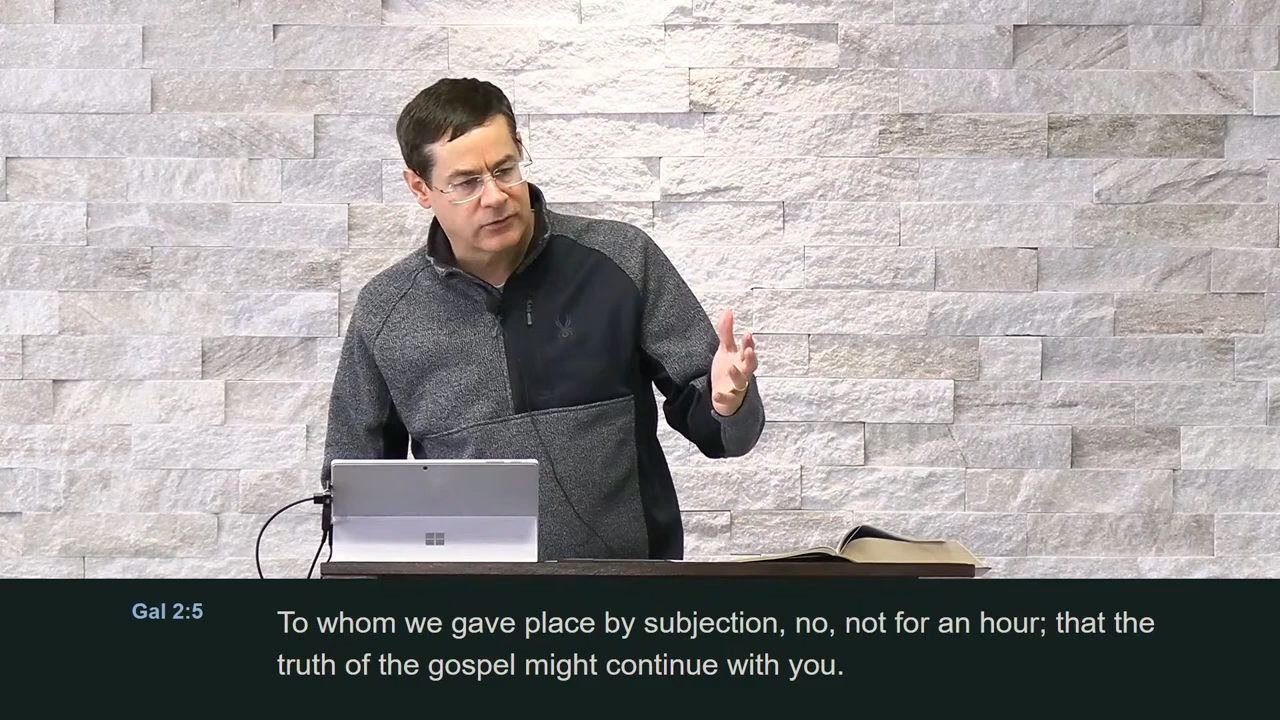 Gal 2:5
To whom we gave place by subjection, no, not for an hour; that the
truth of the gospel might continue with you.